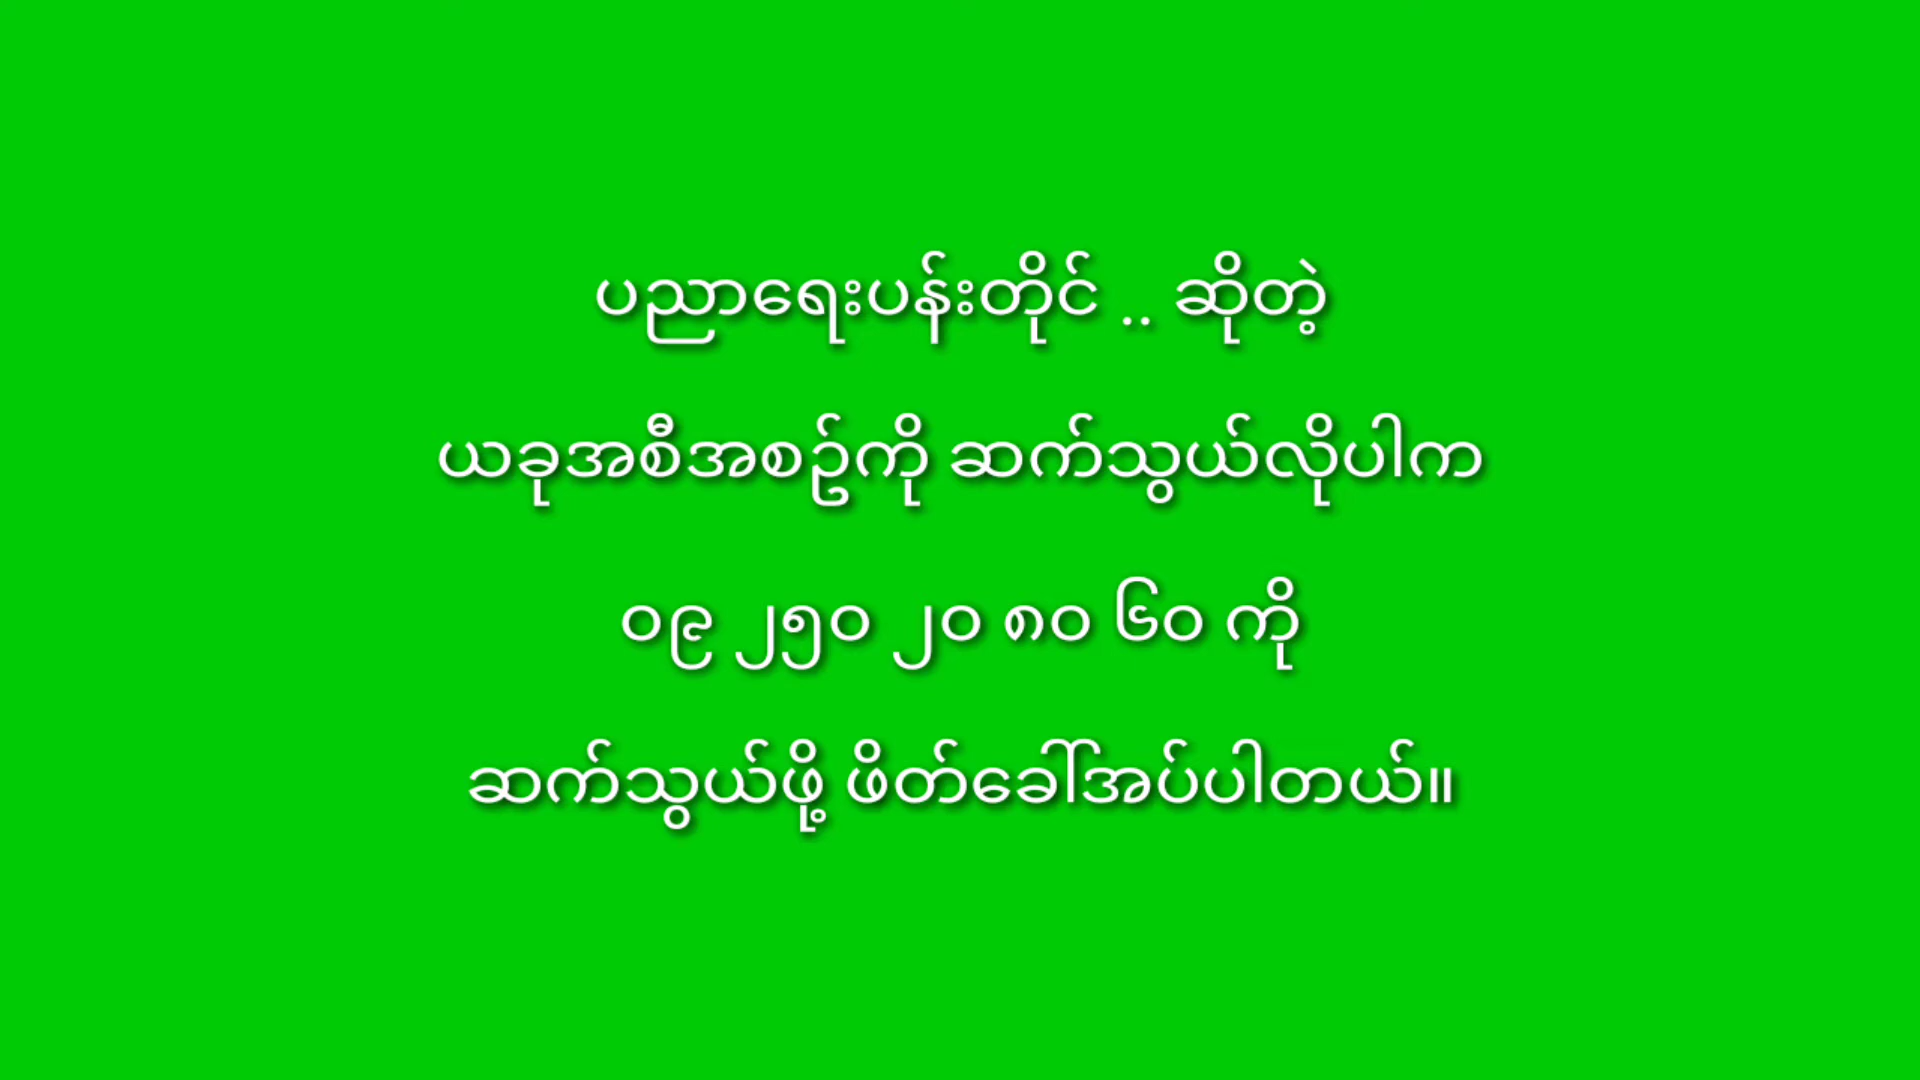 ပညာရေးပန်းတိုင် .. ဆိုတဲ့
ယခုအစီအစဥ်ကို ဆက်သွယ်လိုပါက
၀၉ ၂၅၀ ၂၀ ၈၀ ၆၀ ကို
ဆက်သွယ်ဖို့ ဖိတ်ခေါ်အပ်ပါတယ်။